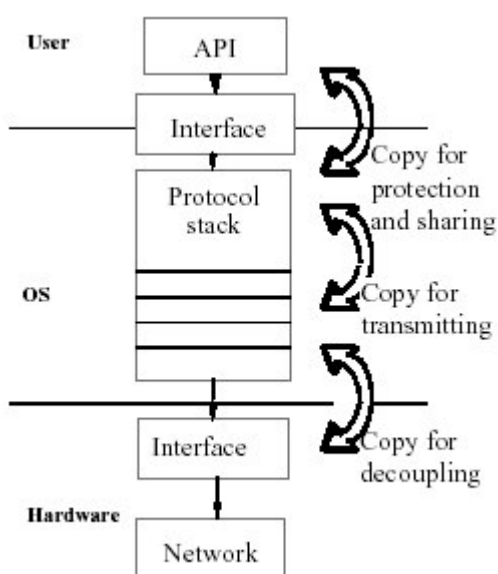 User
API
Interface
Copy for
protection
and sharing
Protocol
stack
OS
Copy for
transmitting
Interface
Copy for
decoupling
Hardware
Network